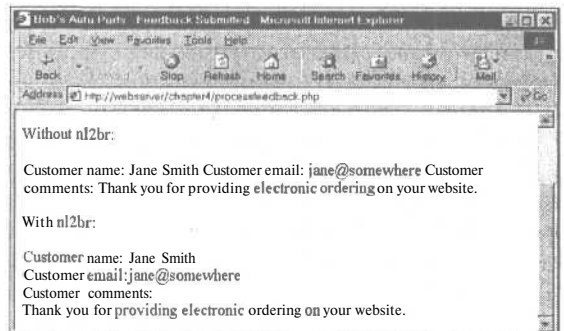 Bob's Auto Parts - Feedback Submitted - Microsoft Internet Explorer
File Edit View Favorites Tools Help
Back Stop Refresh Home Search Favorites History Mail
Address http://webserver/chapter4/processfeedback.php Go
Without nl2br:
Customer name: Jane Smith Customer email: jane@somewhere Customer
comments: Thank you for providing electronic ordering on your website.
With nl2br:
Customer name: Jane Smith
Customer email:jane@somewhere
Customer comments:
Thank you for providing electronic ordering on your website.